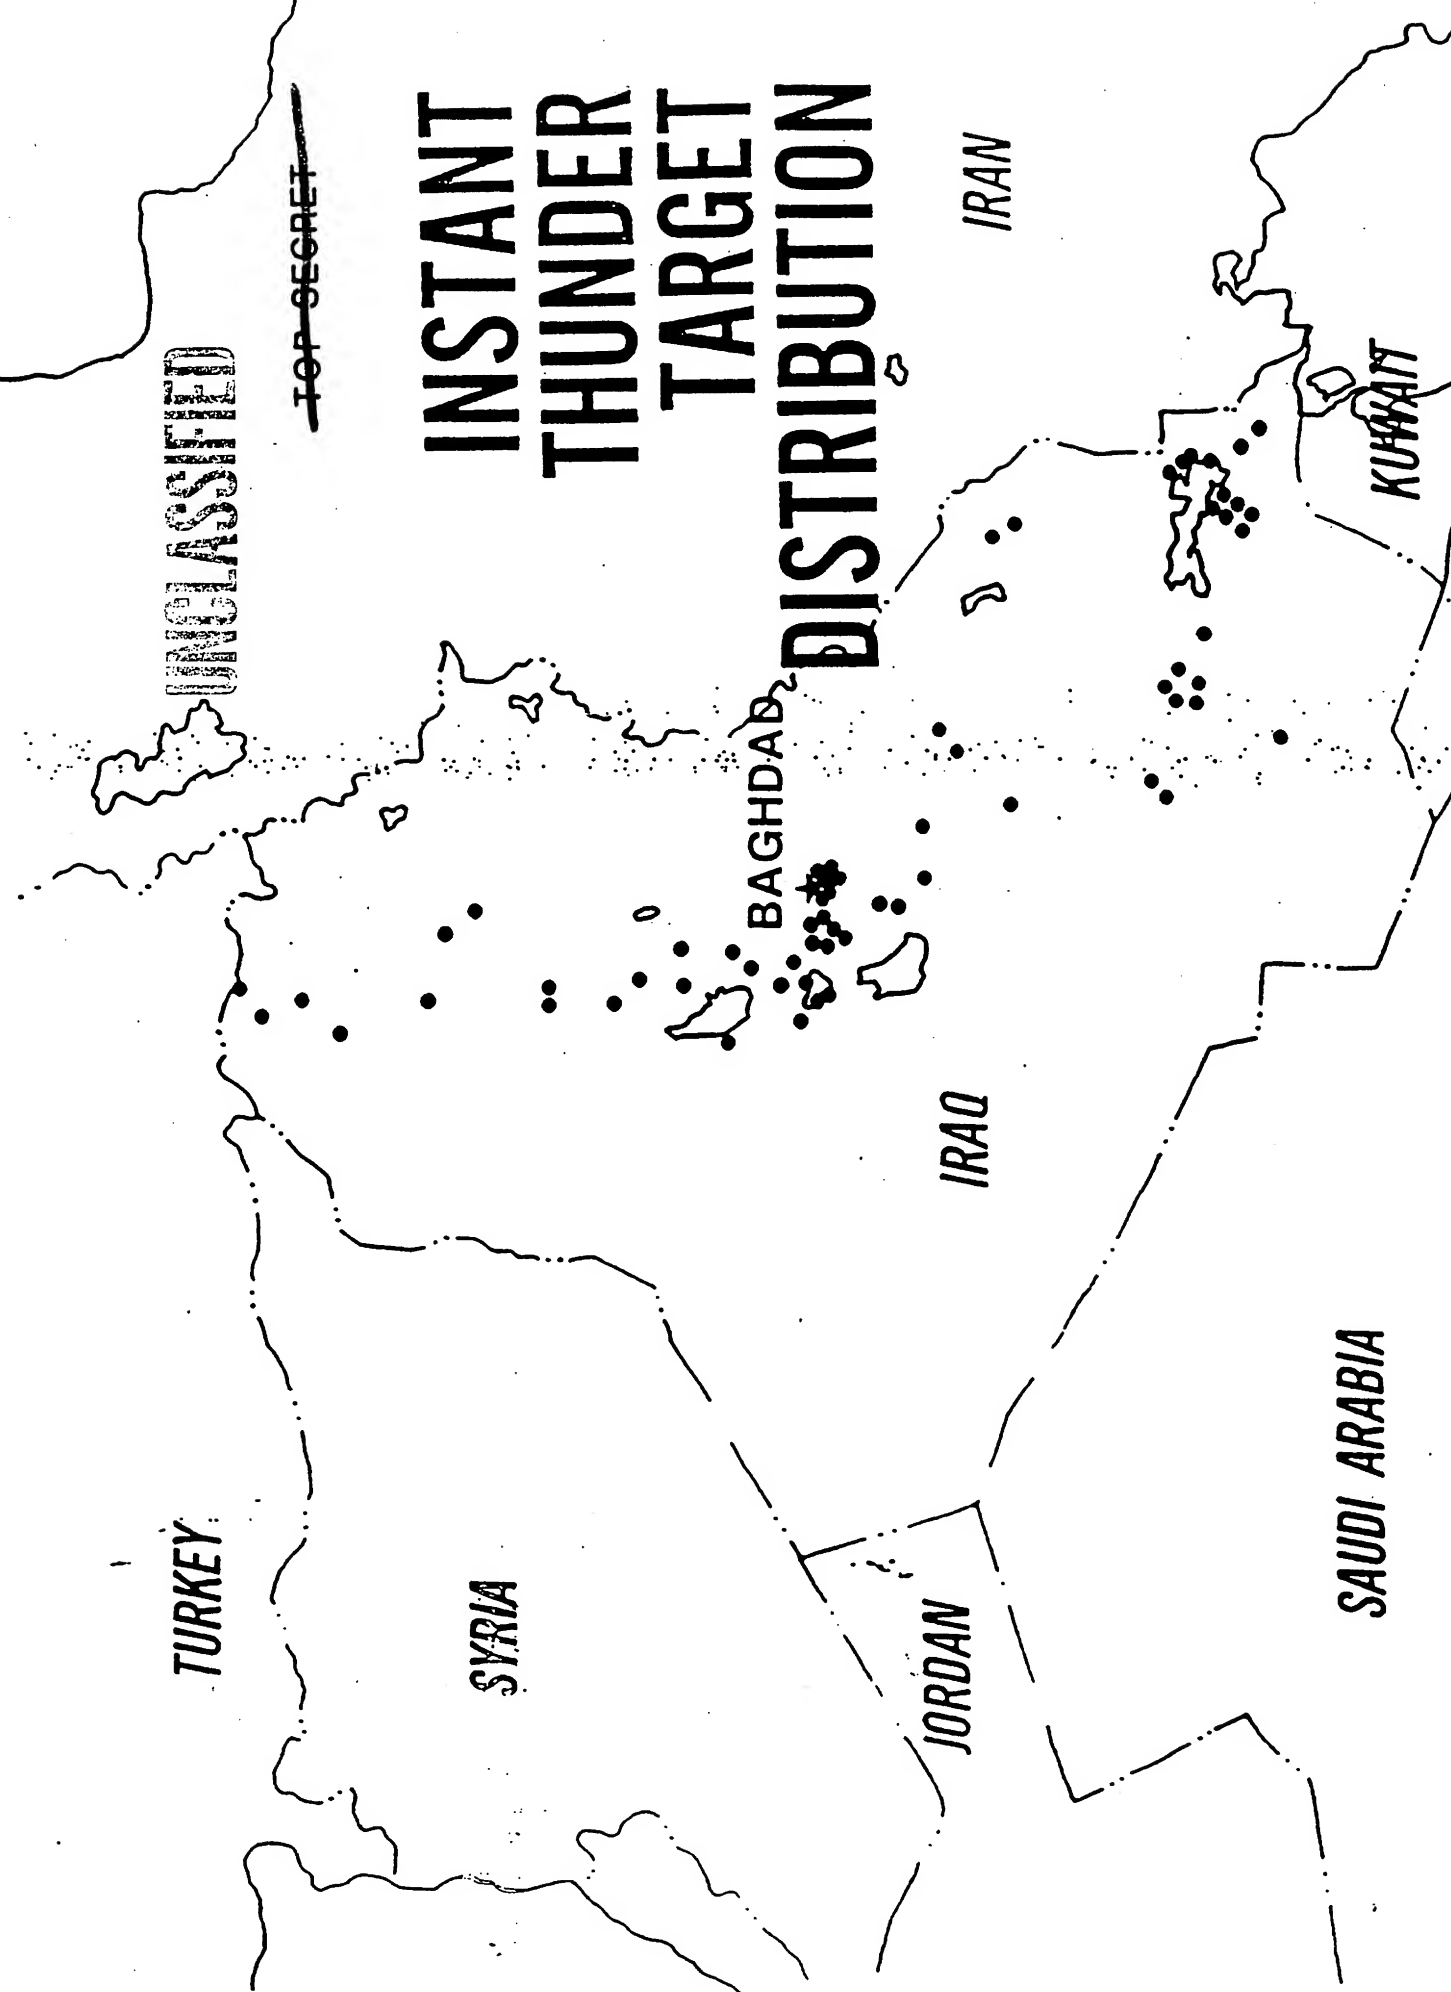 UNCLASSIFIED
TOP SECRET
INSTANT
THUNDER
TARGET
DISTRIBUTION
TURKEY
SYRIA
BAGHDAD
IRAN
IRAQ
JORDAN
SAUDI ARABIA
KUWAIT